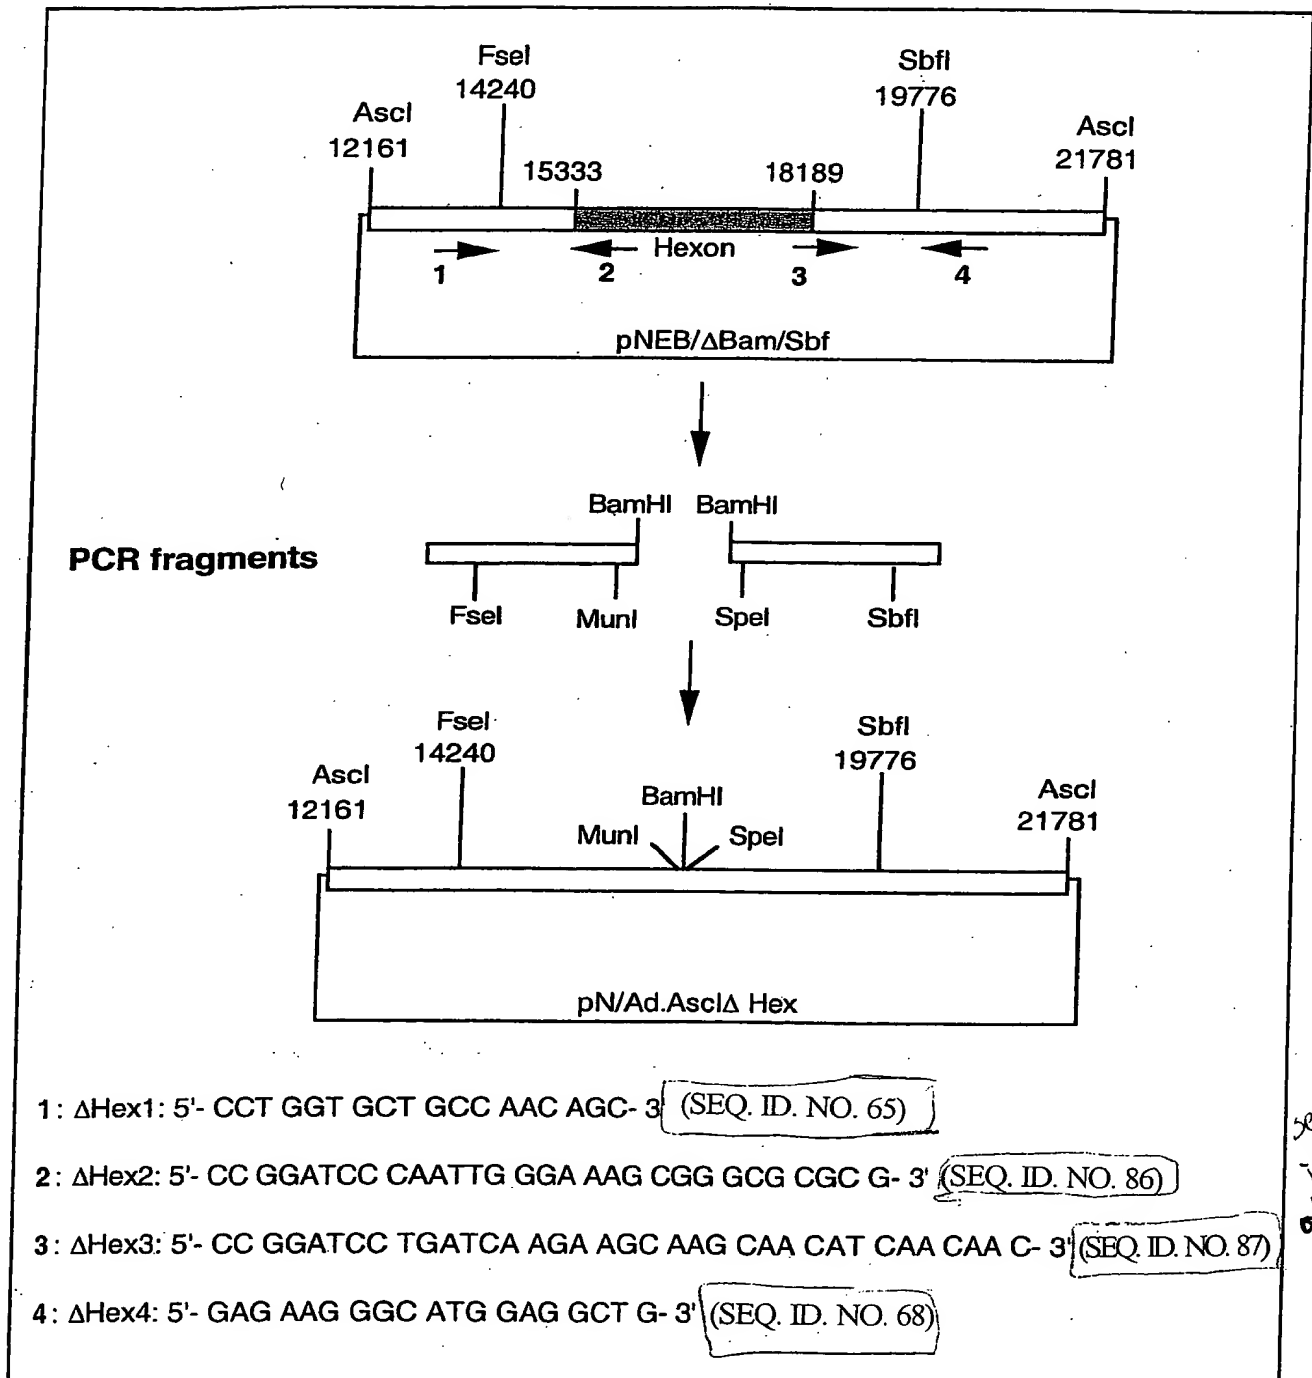 FseI
14240
SbfI
19776
AscI
12161
AscI
21781
15333
18189
Hexon
1
2
3
4
pNEB/ΔBam/Sbf
BamHI BamHI
PCR fragments
FseI MunI SpeI SbfI
FseI
14240
SbfI
19776
AscI
12161
BamHI
AscI
21781
MunI SpeI
pN/Ad.AscIΔ Hex
1: ΔHex1: 5'- CCT GGT GCT GCC AAC AGC- 3' (SEQ. ID. NO. 65)
2: ΔHex2: 5'- CC GGATCC CAATTG GGA AAG CGG GCG CGC G- 3' (SEQ. ID. NO. 86)
3: ΔHex3: 5'- CC GGATCC TGATCA AGA AGC AAG CAA CAT CAA CAA C- 3' (SEQ. ID. NO. 87)
4: ΔHex4: 5'- GAG AAG GGC ATG GAG GCT G- 3' (SEQ. ID. NO. 68)